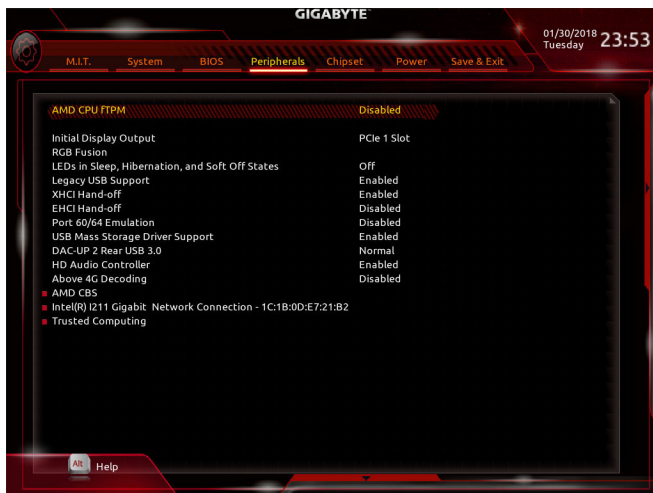 GIGABYTE™
01/30/2018 23:53
Tuesday
M.I.T. System BIOS Peripherals Chipset Power Save & Exit
AMD CPU fTPM Disabled
Initial Display Output PCIe 1 Slot
RGB Fusion
LEDs in Sleep, Hibernation, and Soft Off States Off
Legacy USB Support Enabled
XHCI Hand-off Enabled
EHCI Hand-off Disabled
Port 60/64 Emulation Disabled
USB Mass Storage Driver Support Enabled
DAC-UP 2 Rear USB 3.0 Normal
HD Audio Controller Enabled
Above 4G Decoding Disabled
AMD CBS
Intel(R) I211 Gigabit Network Connection - 1C:1B:0D:E7:21:B2
Trusted Computing
Alt Help